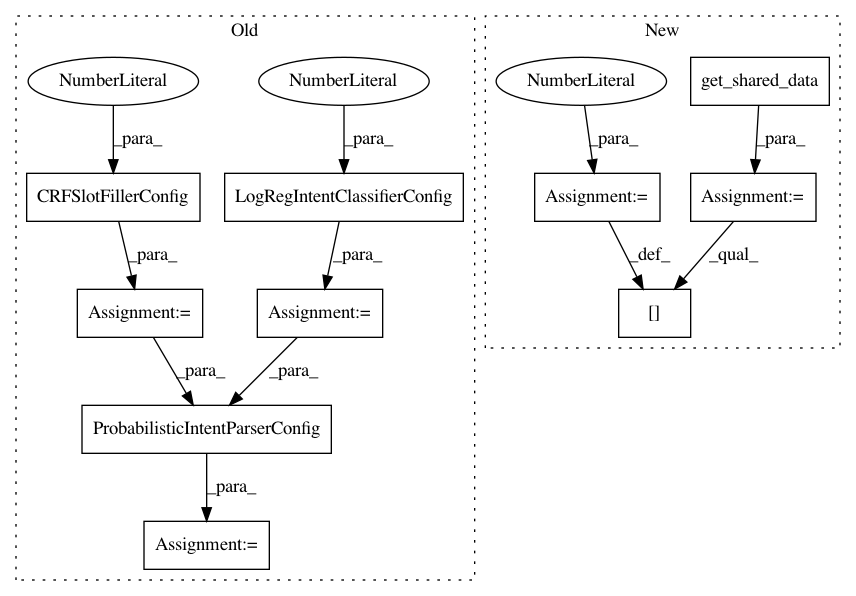 Old
New
NumberLiteral
NumberLiteral
NumberLiteral
get_shared_data
_para_
_para_
_para_
_para_
CRFSlotFillerConfig
LogRegIntentClassifierConfig
Assignment:=
Assignment:=
_para_
_para_
_def_
_qual_
Assignment:=
Assignment:=
[]
_para_
_para_
ProbabilisticIntentParserConfig
_para_
Assignment:=